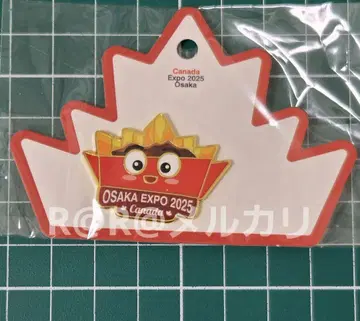 Canada
Expo 2025
Osaka
OSAKA EXPO 2025
Canada
R@R@メルカリ